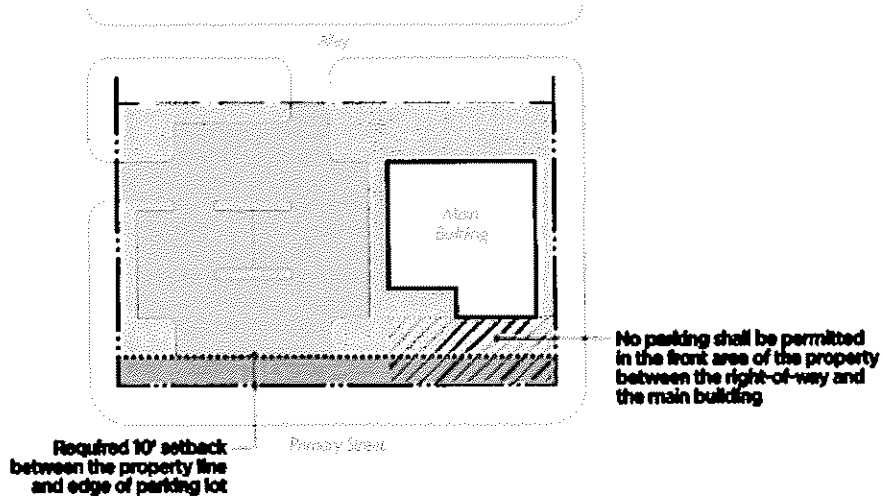 Alley
Main
Building
No parking shall be permitted
in the front area of the property
between the right-of-way and
the main building
Primary Street
Required 10' setback
between the property line
and edge of parking lot